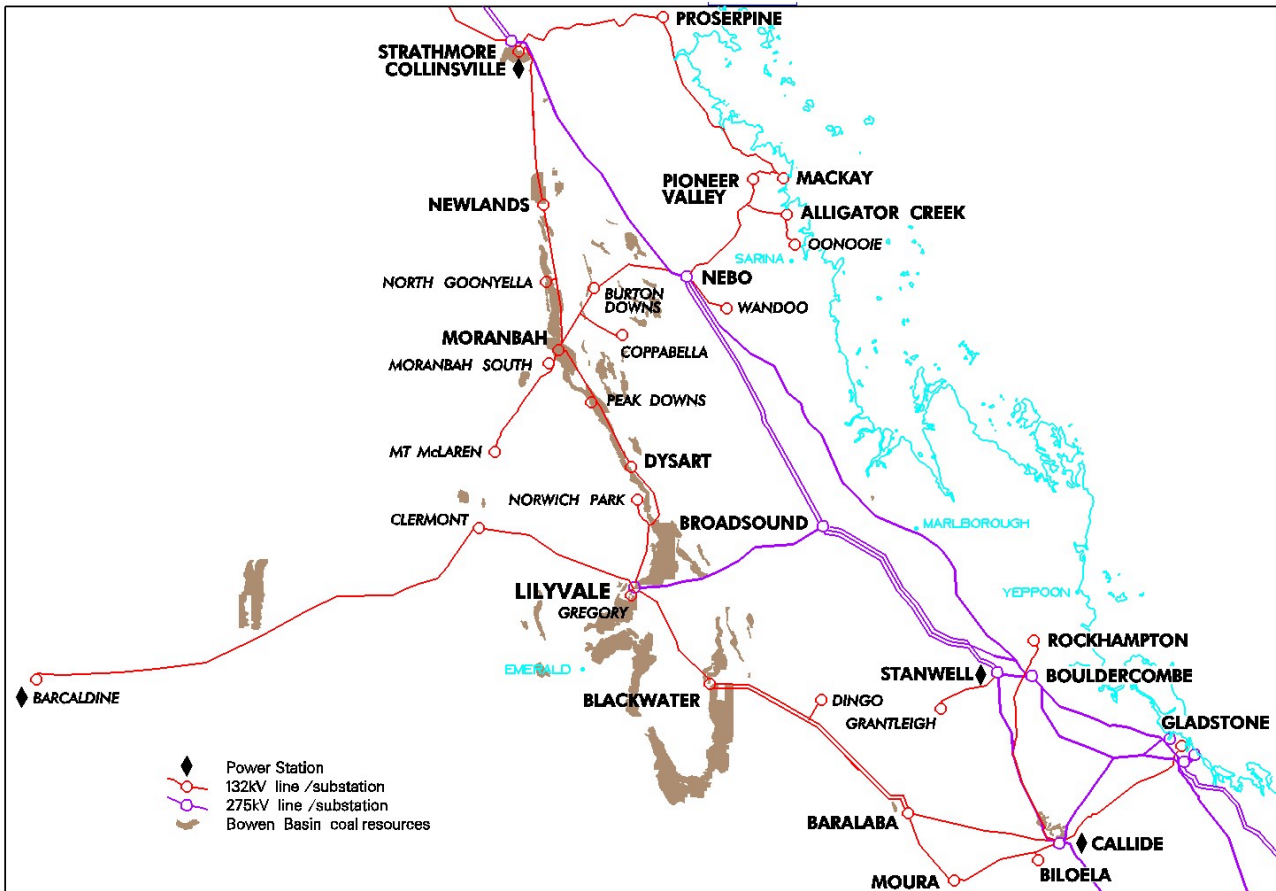 PROSERPINE
STRATHMORE
COLLINSVILLE
PIONEER
VALLEY
MACKAY
NEWLANDS
ALLIGATOR CREEK
OONOOIE
SARINA
NORTH GOONYELLA
NEBO
BURTON
DOWNS
WANDOO
MORANBAH
COPPABELLA
MORANBAH SOUTH
PEAK DOWNS
MT McLAREN
DYSART
NORWICH PARK
CLERMONT
BROADSOUND
MARLBOROUGH
LILYVALE
GREGORY
YEPPOON
ROCKHAMPTON
EMERALD
STANWELL
BOULDERCOMBE
BARCALDINE
BLACKWATER
DINGO
GRANTLEIGH
GLADSTONE
Power Station
132kV line /substation
275kV line /substation
Bowen Basin coal resources
BARALABA
CALLIDE
BILOELA
MOURA